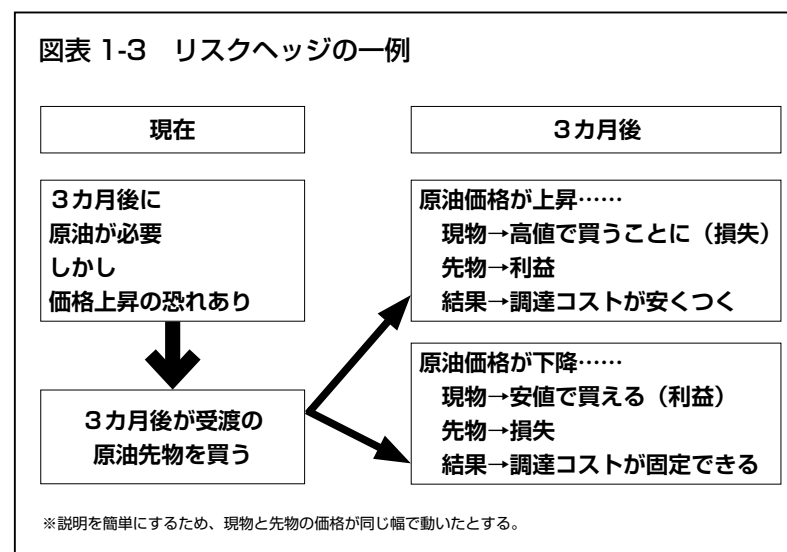 図表 1-3 リスクヘッジの一例
現在
3カ月後に
原油が必要
しかし
価格上昇の恐れあり
3カ月後が受渡の
原油先物を買う
3カ月後
原油価格が上昇……
現物→高値で買うことに（損失）
先物→利益
結果→調達コストが安くつく
原油価格が下降……
現物→安値で買える（利益）
先物→損失
結果→調達コストが固定できる
※説明を簡単にするため、現物と先物の価格が同じ幅で動いたとする。